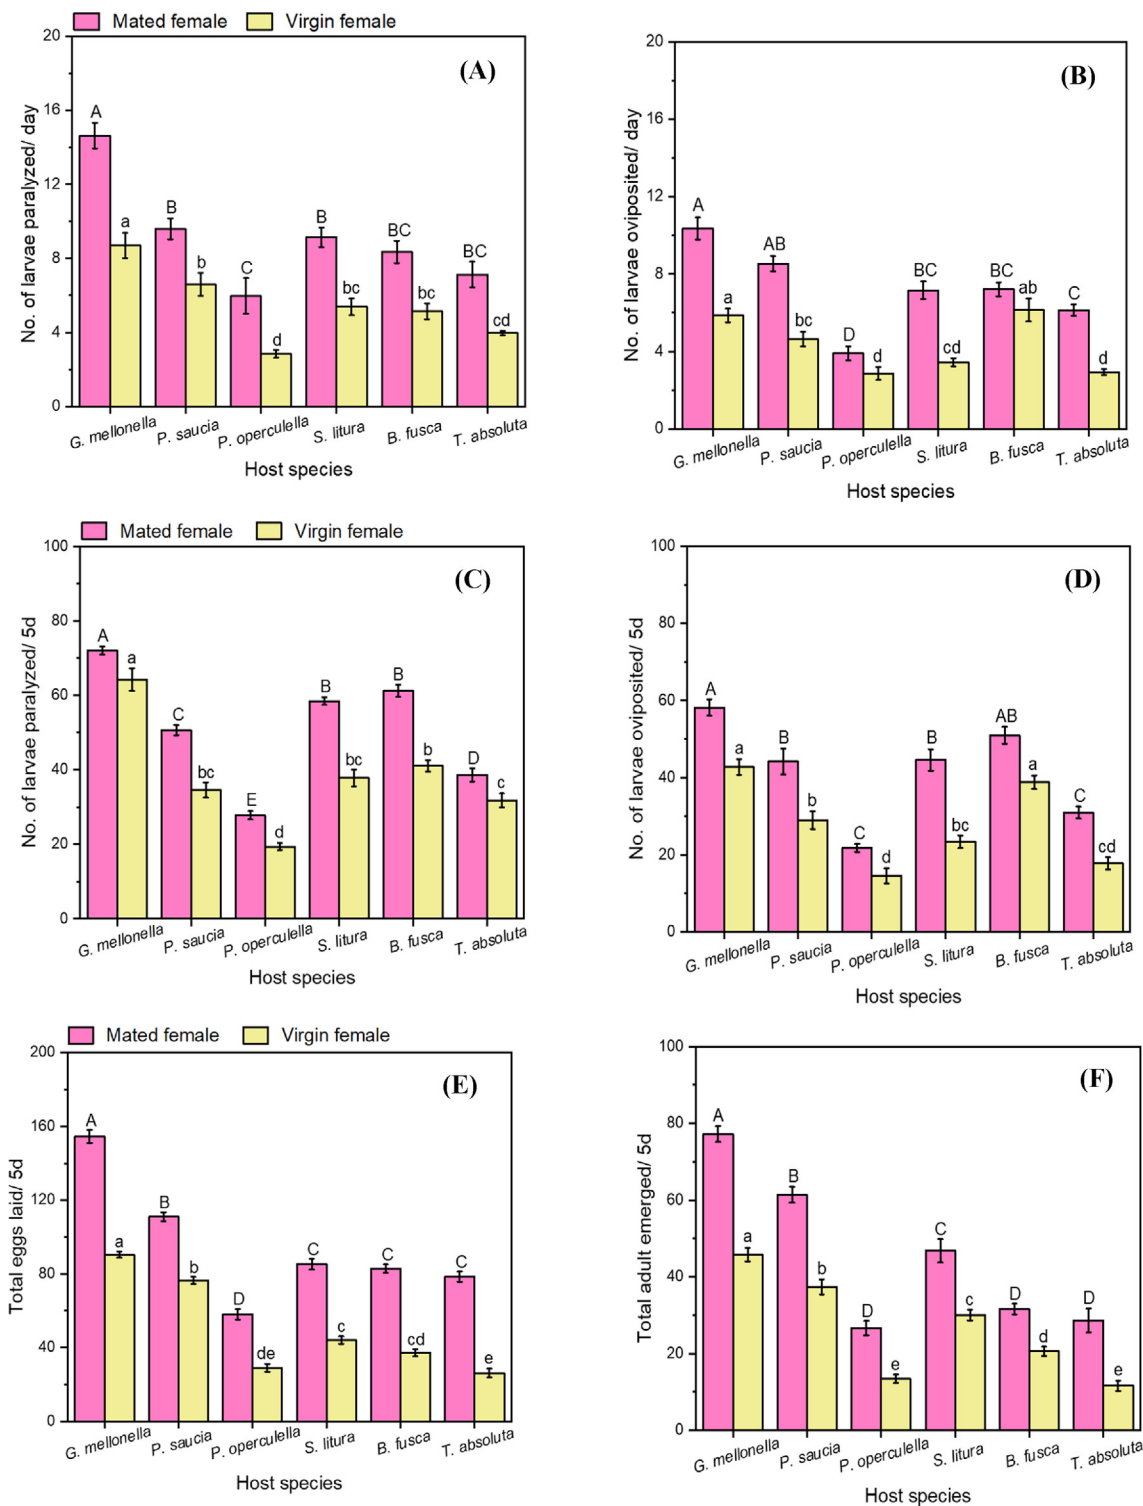 Mated female Virgin female
20
16
12
8
4
0
No. of larvae paralyzed/ day
(A)
A
a
B
b
C
d
B
bc
BC
bc
BC
cd
G. mellonella P. saucia P. operculella S. litura B. fusca T. absoluta
Host species
20
16
12
8
4
0
No. of larvae oviposited/ day
(B)
A
a
AB
bc
D
d
BC
cd
BC
ab
C
d
G. mellonella P. saucia P. operculella S. litura B. fusca T. absoluta
Host species
Mated female Virgin female
100
80
60
40
20
0
No. of larvae paralyzed/ 5d
(C)
A
a
C
bc
E
d
B
bc
B
b
D
c
G. mellonella P. saucia P. operculella S. litura B. fusca T. absoluta
Host species
100
80
60
40
20
0
No. of larvae oviposited/ 5d
(D)
A
a
B
b
C
d
B
bc
AB
a
C
cd
G. mellonella P. saucia P. operculella S. litura B. fusca T. absoluta
Host species
Mated female Virgin female
200
160
120
80
40
0
Total eggs laid/ 5d
(E)
A
a
B
b
D
de
C
c
C
cd
C
e
G. mellonella P. saucia P. operculella S. litura B. fusca T. absoluta
Host species
100
80
60
40
20
0
Total adult emerged/ 5d
(F)
A
a
B
b
D
e
C
c
D
d
D
e
G. mellonella P. saucia P. operculella S. litura B. fusca T. absoluta
Host species